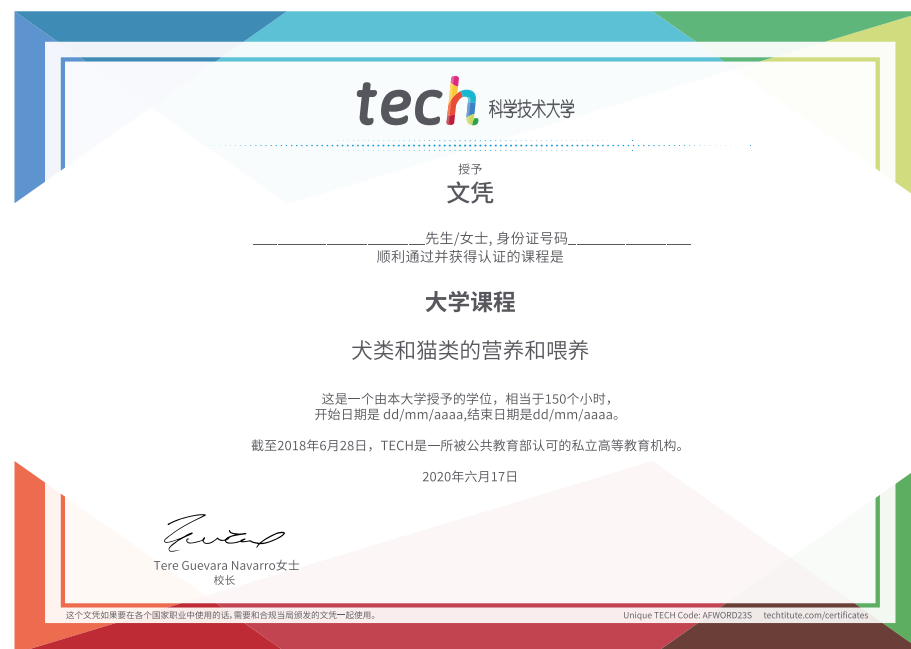 tech 科学技术大学
授予
文凭
________________________先生/女士, 身份证号码_________________
顺利通过并获得认证的课程是
大学课程
犬类和猫类的营养和喂养
这是一个由本大学授予的学位，相当于150个小时，
开始日期是 dd/mm/aaaa,结束日期是dd/mm/aaaa。
截至2018年6月28日，TECH是一所被公共教育部认可的私立高等教育机构。
2020年六月17日
Tere Guevara Navarro女士
校长
这个文凭如果要在各个国家职业中使用的话,需要和合规当局颁发的文凭一起使用。
Unique TECH Code: AFWORD23S techtitute.com/certificates